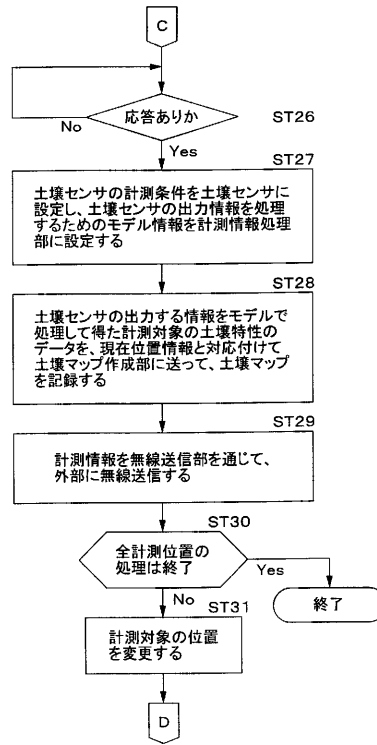 C
応答ありか
ST26
No
Yes
ST27
土壌センサの計測条件を土壌センサに
設定し、土壌センサの出力情報を処理
するためのモデル情報を計測情報処理
部に設定する
ST28
土壌センサの出力する情報をモデルで
処理して得た計測対象の土壌特性の
データを、現在位置情報と対応付けて
土壌マップ作成部に送って、土壌マップ
を記録する
ST29
計測情報を無線送信部を通じて、
外部に無線送信する
ST30
全計測位置の
処理は終了
Yes
終了
No
ST31
計測対象の位置
を変更する
D